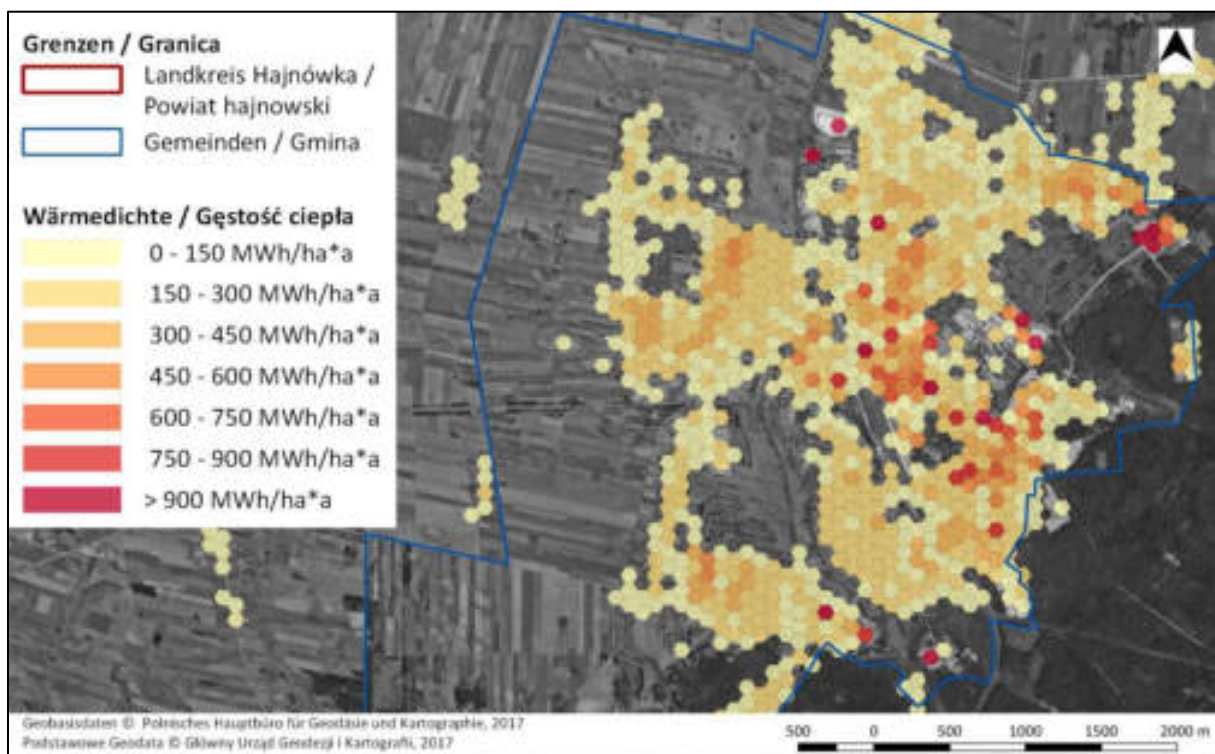 Grenzen / Granica
Landkreis Hajnówka /
Powiat hajnowski
Gemeinden / Gmina
Wärmedichte / Gęstość ciepła
0 - 150 MWh/ha*a
150 - 300 MWh/ha*a
300 - 450 MWh/ha*a
450 - 600 MWh/ha*a
600 - 750 MWh/ha*a
750 - 900 MWh/ha*a
> 900 MWh/ha*a
Geobasisdaten © Polnisches Hauptbüro für Geodäsie und Kartographie, 2017
Podstawowe Geodata © Główny Urząd Geodezji i Kartografii, 2017
500 0 500 1000 1500 2000 m